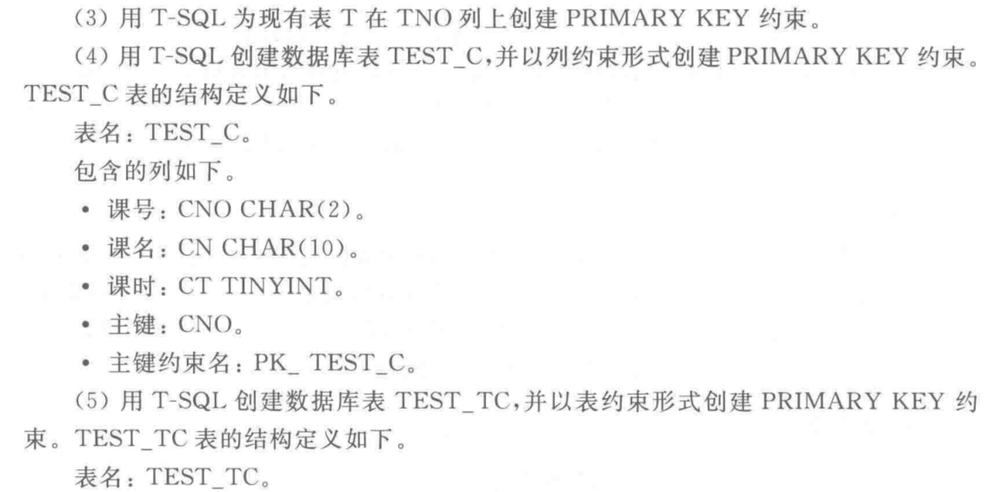 (3) 用 T-SQL 为现有表 T 在 TNO 列上创建 PRIMARY KEY 约束。
(4) 用 T-SQL 创建数据库表 TEST_C,并以列约束形式创建 PRIMARY KEY 约束。
TEST_C 表的结构定义如下。
表名：TEST_C。
包含的列如下。
• 课号：CNO CHAR(2)。
• 课名：CN CHAR(10)。
• 课时：CT TINYINT。
• 主键：CNO。
• 主键约束名：PK_ TEST_C。
(5) 用 T-SQL 创建数据库表 TEST_TC,并以表约束形式创建 PRIMARY KEY 约
束。TEST_TC 表的结构定义如下。
表名：TEST_TC。